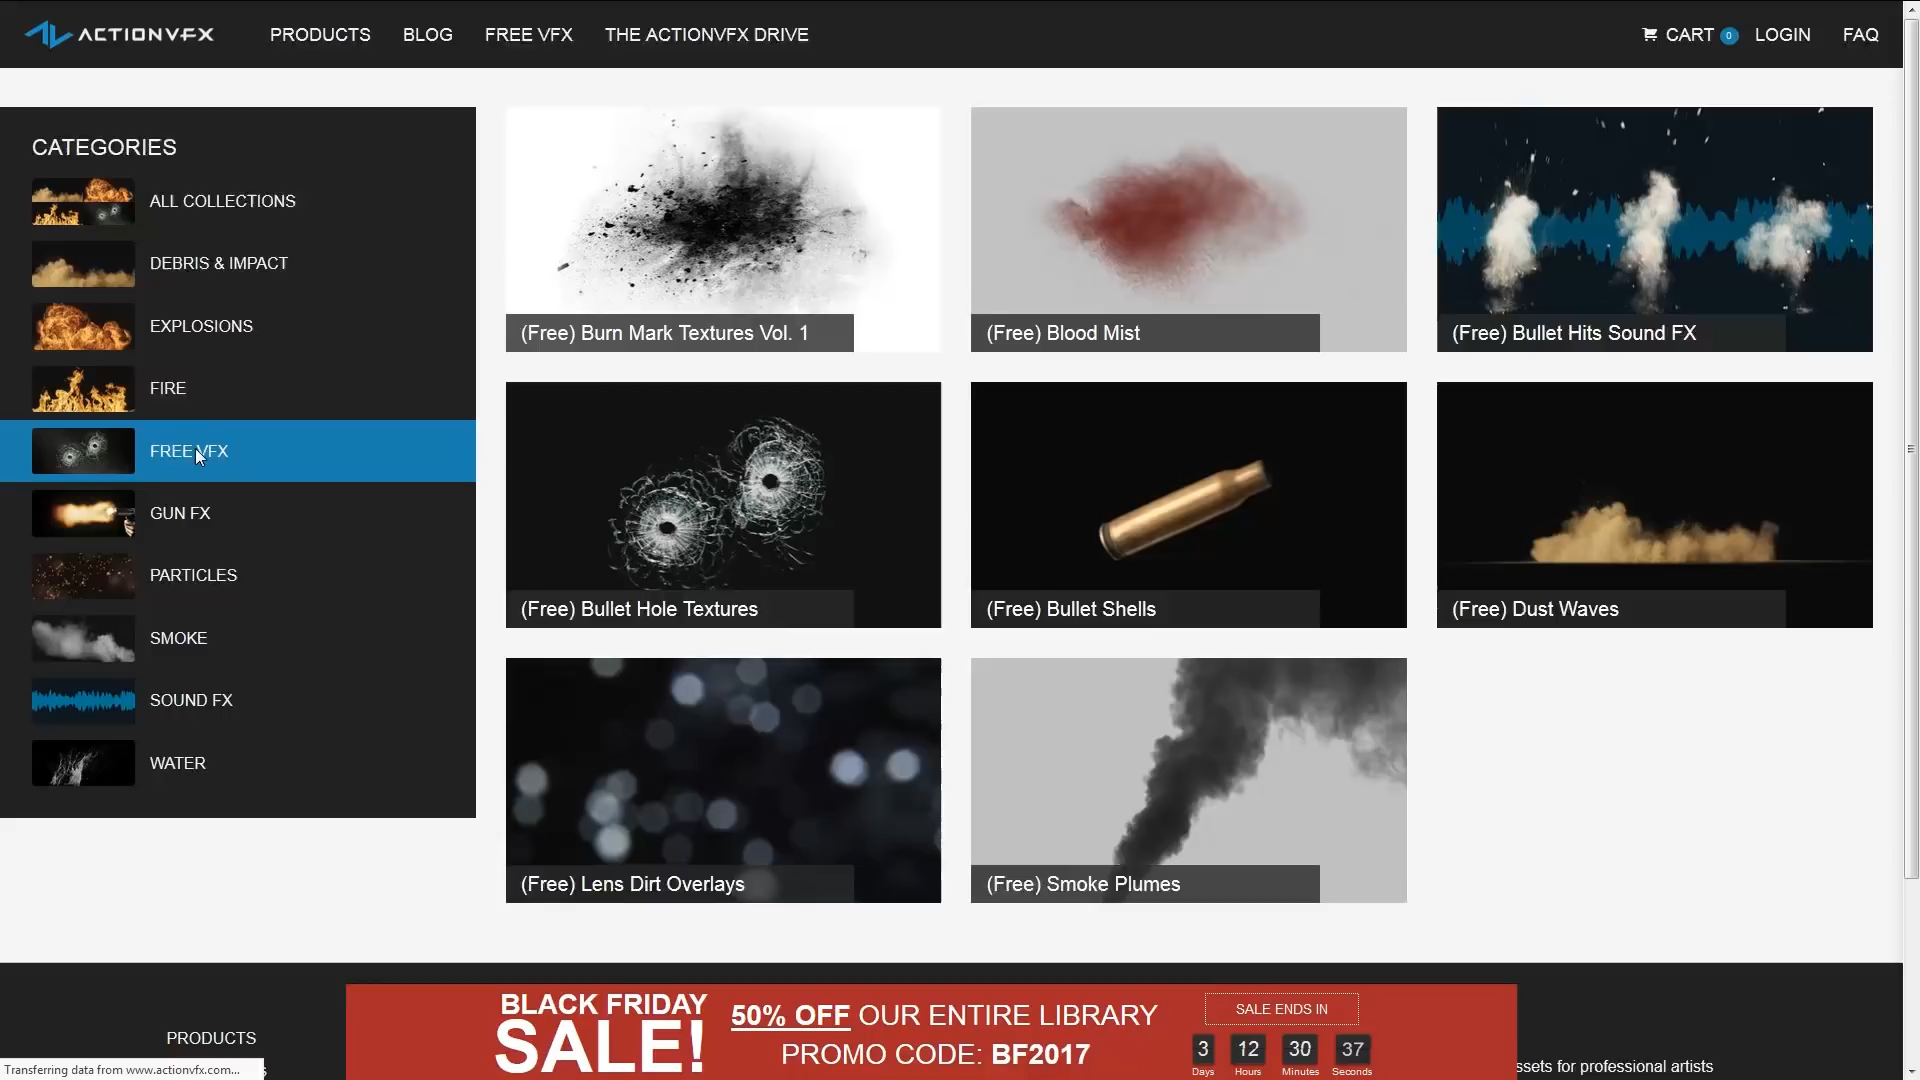 ACTIONVFX
PRODUCTS
BLOG
FREE VFX
THE ACTIONVFX DRIVE
CART 0
LOGIN
FAQ
CATEGORIES
ALL COLLECTIONS
DEBRIS & IMPACT
EXPLOSIONS
FIRE
FREE VFX
GUN FX
PARTICLES
SMOKE
SOUND FX
WATER
(Free) Burn Mark Textures Vol. 1
(Free) Blood Mist
(Free) Bullet Hits Sound FX
(Free) Bullet Hole Textures
(Free) Bullet Shells
(Free) Dust Waves
(Free) Lens Dirt Overlays
(Free) Smoke Plumes
PRODUCTS
BLACK FRIDAY
SALE!
50% OFF OUR ENTIRE LIBRARY
PROMO CODE: BF2017
SALE ENDS IN
3 12 30 37
Days Hours Minutes Seconds
ssets for professional artists
Transferring data from www.actionvfx.com...